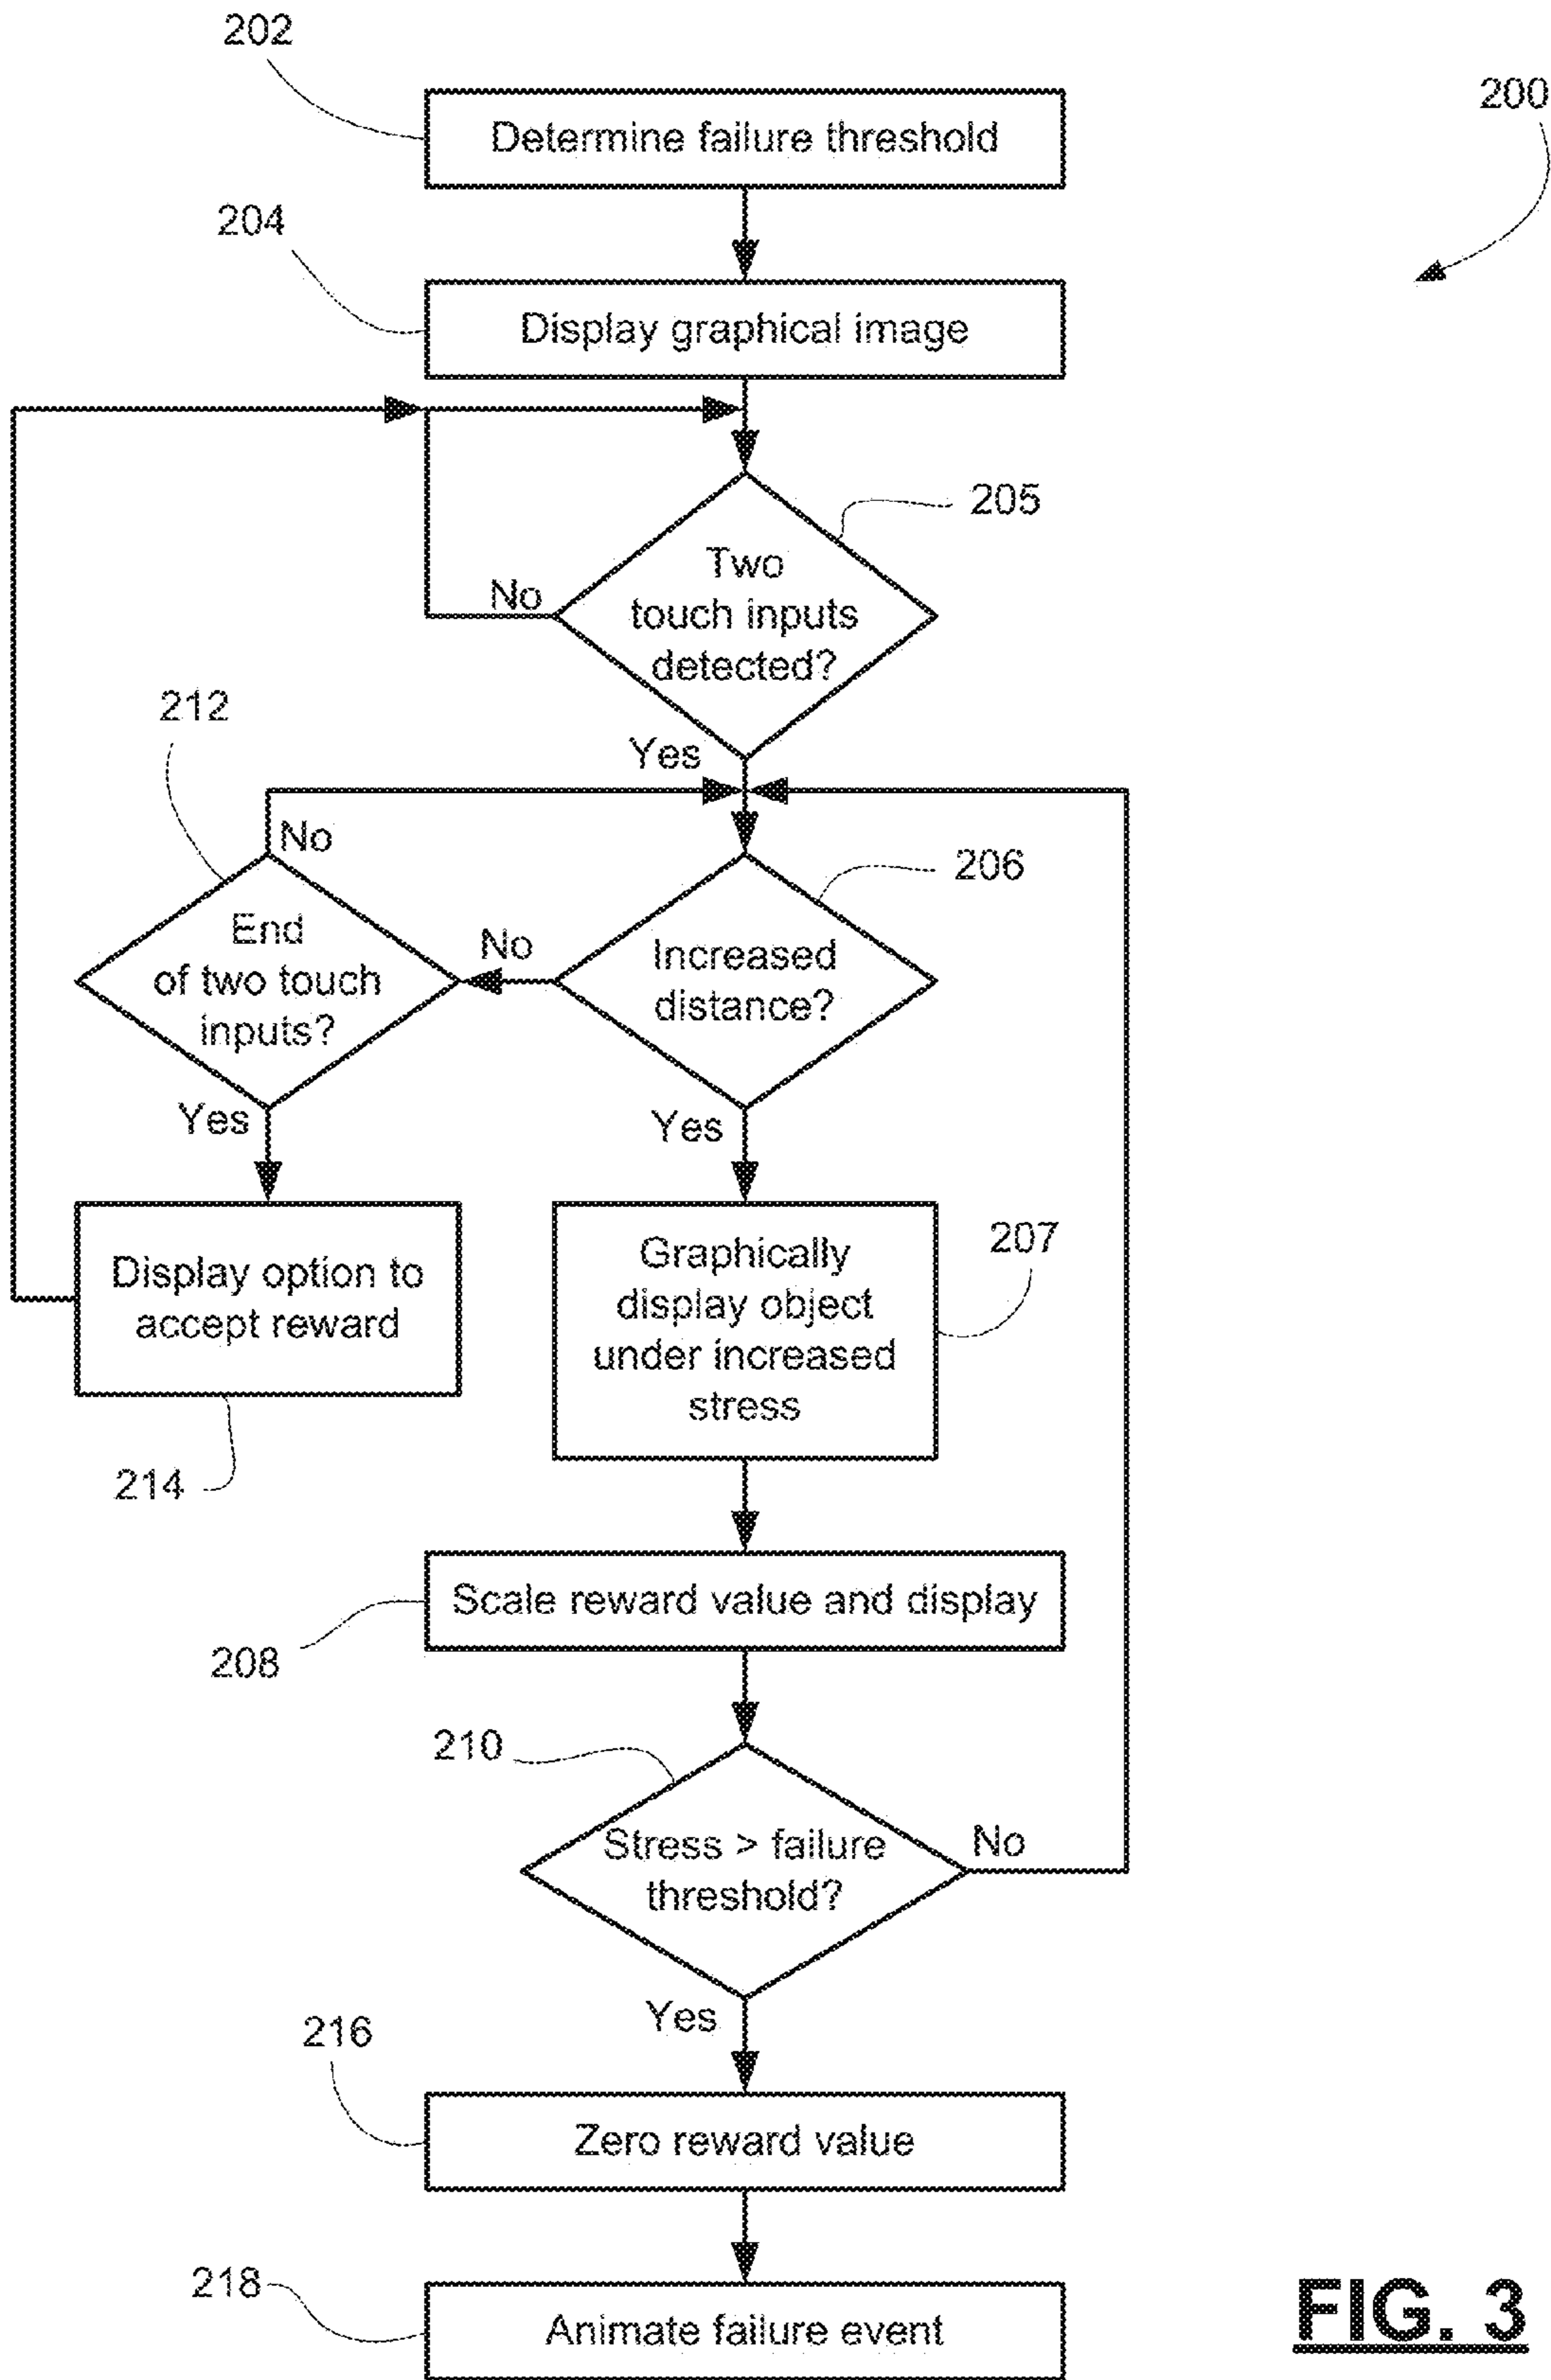 202
200
Determine failure threshold
204
Display graphical image
205
Two
touch inputs
detected?
No
Yes
212
No
206
End
of two touch
inputs?
No
Increased
distance?
Yes
Yes
207
Display option to
accept reward
Graphically
display object
under increased
stress
214
Scale reward value and display
208
210
Stress > failure
threshold?
No
Yes
216
Zero reward value
218
Animate failure event
FIG. 3